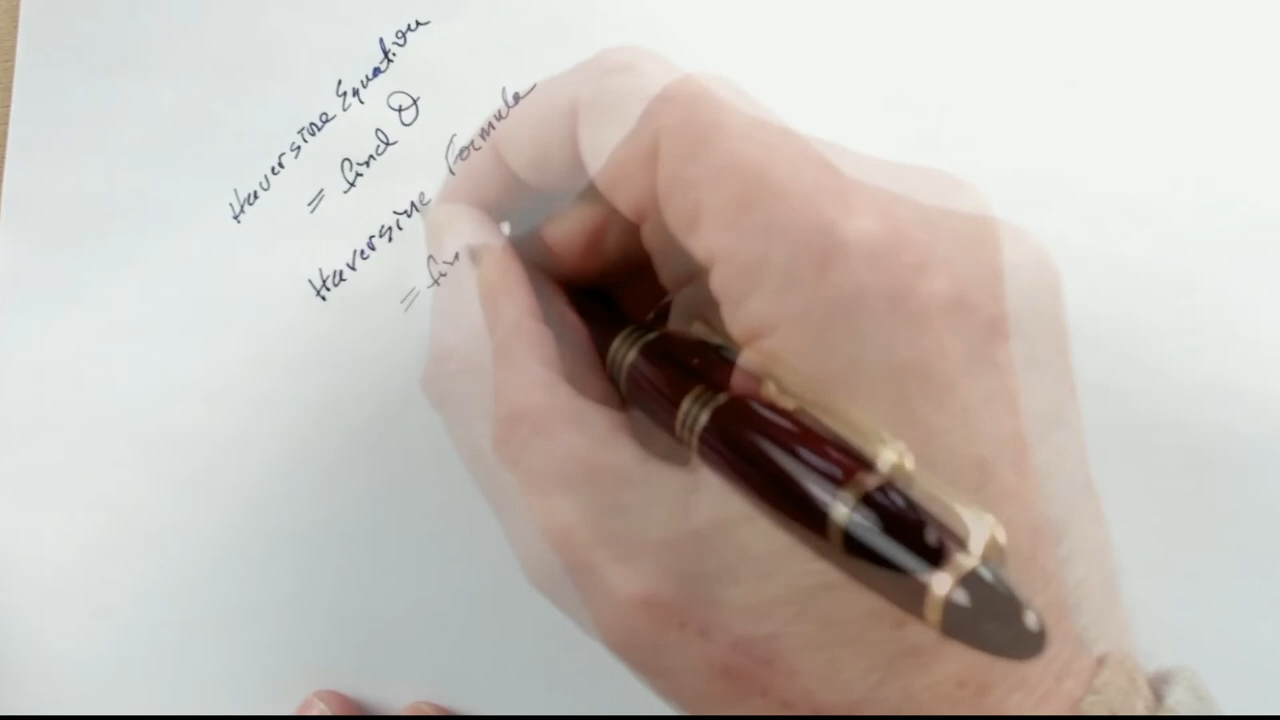 Haversine Equation
= find θ
Haversine Formula
=